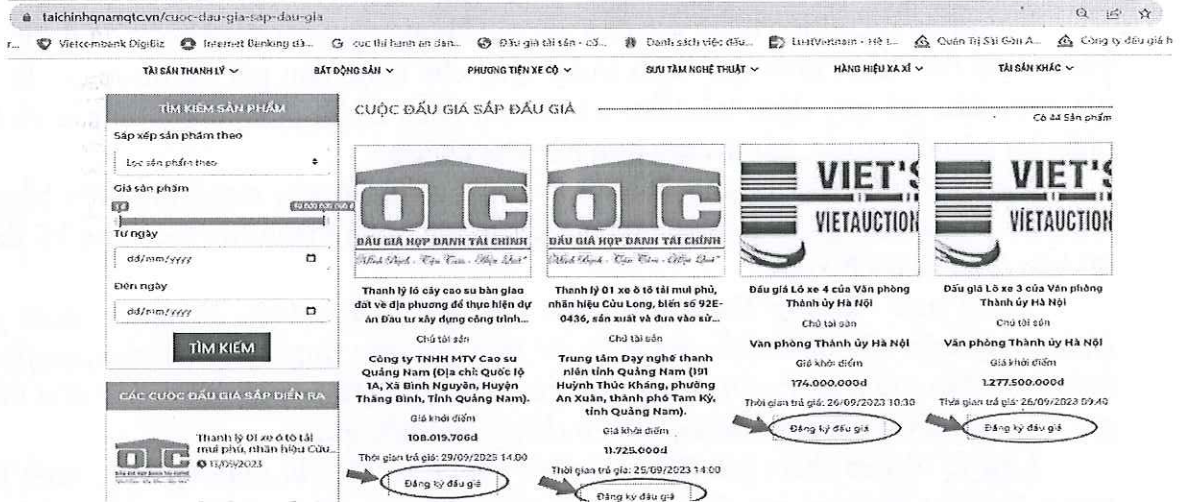 taichinhqnamqtc.vn/cuoc-dau-gia-sap-dau-gia
Vietcombank DigiBiz
Internet Banking dà...
cục thi hành án dân...
Đấu giá tài sản - cổ...
Danh sách việc đấu...
LuatVietnam - Hệ t...
Quản Trị Sài Gòn A...
Công ty đấu giá h
TÀI SẢN THANH LÝ
BẤT ĐỘNG SẢN
PHƯƠNG TIỆN XE CỘ
SƯU TẦM NGHỆ THUẬT
HÀNG HIỆU XA XỈ
TÀI SẢN KHÁC
TÌM KIẾM SẢN PHẨM
Sắp xếp sản phẩm theo
Lọc sản phẩm theo
Giá sản phẩm
Từ ngày
dd/mm/yyyy
Đến ngày
dd/mm/yyyy
TÌM KIẾM
CÁC CUỘC ĐẤU GIÁ SẮP DIỄN RA
Thanh lý 01 xe ô tô tải
mui phủ, nhãn hiệu Cửu...
CUỘC ĐẤU GIÁ SẮP ĐẤU GIÁ
Có 44 Sản phẩm
QTC
ĐẤU GIÁ HỢP DANH TÀI CHÍNH
Thanh lý lô cây cao su bàn giao
đất về địa phương để thực hiện dự
án Đầu tư xây dựng công trình...
Chủ tài sản
Công ty TNHH MTV Cao su
Quảng Nam (Địa chỉ: Quốc lộ
1A, Xã Bình Nguyên, Huyện
Thăng Bình, Tỉnh Quảng Nam).
Giá khởi điểm
108.019.706đ
Thời gian trả giá: 29/09/2023 14:00
Đăng ký đấu giá
QTC
ĐẤU GIÁ HỢP DANH TÀI CHÍNH
Thanh lý 01 xe ô tô tải mui phủ,
nhãn hiệu Cửu Long, biển số 92E-
0436, sản xuất và đưa vào sử...
Chủ tài sản
Trung tâm Dạy nghề thanh
niên tỉnh Quảng Nam (191
Huỳnh Thúc Kháng, phường
An Xuân, thành phố Tam Kỳ,
tỉnh Quảng Nam).
Giá khởi điểm
11.725.000đ
Thời gian trả giá: 25/09/2023 14:00
Đăng ký đấu giá
VIET'S
VIETAUCTION
Đấu giá Lô xe 4 của Văn phòng
Thành ủy Hà Nội
Chủ tài sản
Văn phòng Thành ủy Hà Nội
Giá khởi điểm
174.000.000đ
Thời gian trả giá: 26/09/2023 10:30
Đăng ký đấu giá
VIET'S
VIETAUCTION
Đấu giá Lô xe 3 của Văn phòng
Thành ủy Hà Nội
Chủ tài sản
Văn phòng Thành ủy Hà Nội
Giá khởi điểm
1.277.500.000đ
Thời gian trả giá: 26/09/2023 09:40
Đăng ký đấu giá